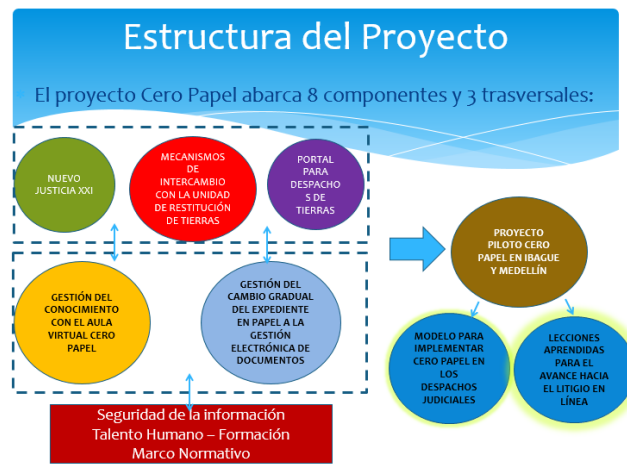 Estructura del Proyecto
El proyecto Cero Papel abarca 8 componentes y 3 trasversales:
NUEVO
JUSTICIA XXI
MECANISMOS
DE
INTERCAMBIO
CON LA UNIDAD
DE RESTITUCIÓN
DE TIERRAS
PORTAL
PARA
DESPACHO
S DE
TIERRAS
PROYECTO
PILOTO CERO
PAPEL EN IBAGUE
Y MEDELLÍN
GESTIÓN DEL
CONOCIMIENTO
CON EL AULA
VIRTUAL CERO
PAPEL
GESTIÓN DEL
CAMBIO GRADUAL
DEL EXPEDIENTE
EN PAPEL A LA
GESTIÓN
ELECTRÓNICA DE
DOCUMENTOS
MODELO PARA
IMPLEMENTAR
CERO PAPEL EN
LOS
DESPACHOS
JUDICIALES
LECCIONES
APRENDIDAS
PARA EL
AVANCE HACIA
EL LITIGIO EN
LÍNEA
Seguridad de la información
Talento Humano – Formación
Marco Normativo